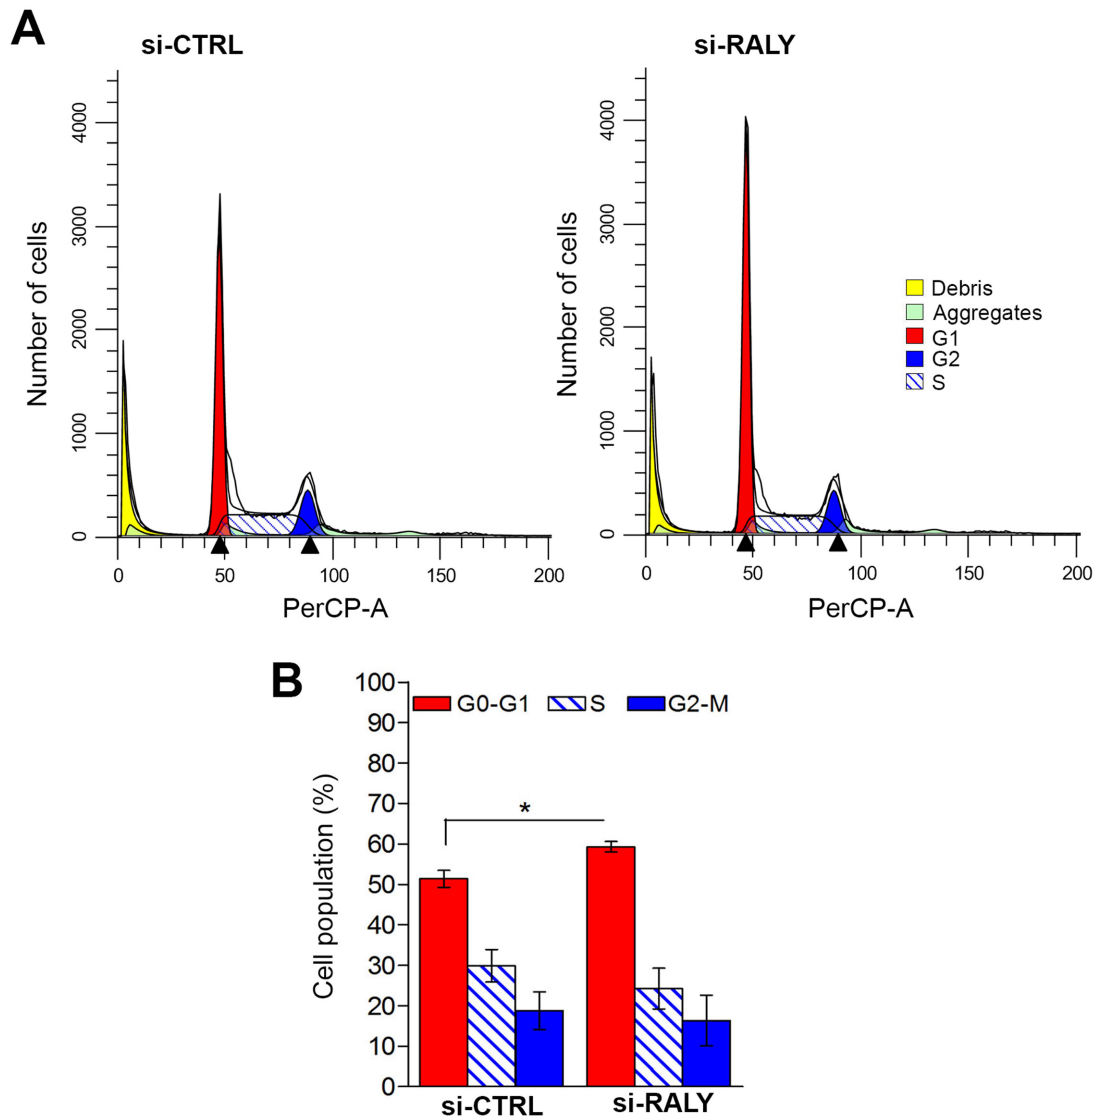 A
si-CTRL
si-RALY
Number of cells
4000
3000
2000
1000
0
0 50 100 150 200
PerCP-A
Number of cells
4000
3000
2000
1000
0
0 50 100 150 200
PerCP-A
Debris
Aggregates
G1
G2
S
B
Cell population (%)
100
90
80
70
60
50
40
30
20
10
0
G0-G1 S G2-M
*
si-CTRL si-RALY